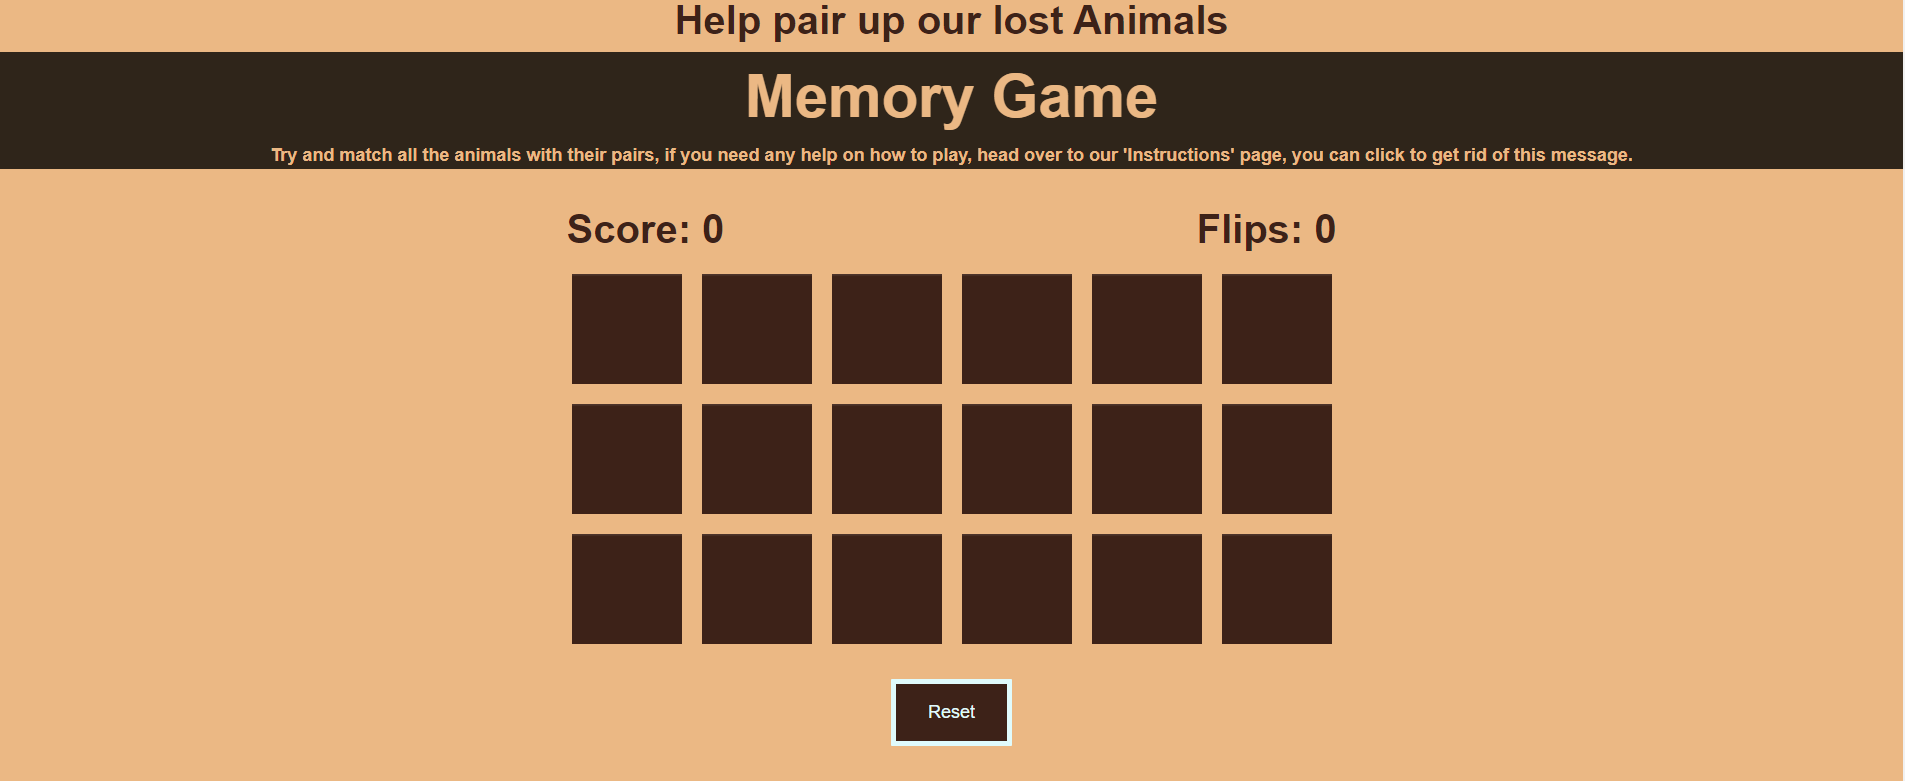 Help pair up our lost Animals
Memory Game
Try and match all the animals with their pairs, if you need any help on how to play, head over to our 'Instructions' page, you can click to get rid of this message.
Score: 0
Flips: 0
Reset